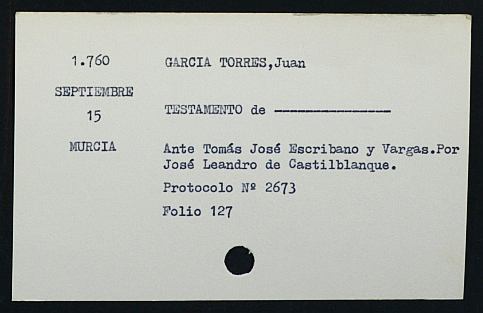 1.760
SEPTIEMBRE
15
MURCIA
GARCIA TORRES,Juan
TESTAMENTO de ---------------
Ante Tomás José Escribano y Vargas.Por
José Leandro de Castilblanque.
Protocolo Nº 2673
Folio 127